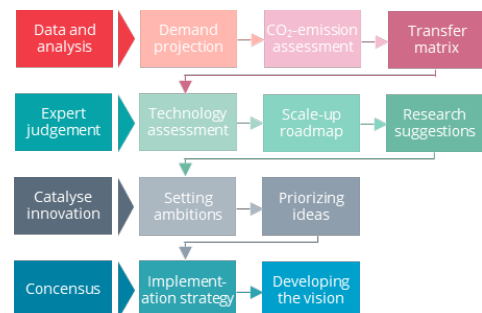 Data and
analysis
Demand
projection
CO₂-emission
assessment
Transfer
matrix
Expert
judgement
Technology
assessment
Scale-up
roadmap
Research
suggestions
Catalyse
innovation
Setting
ambitions
Priorizing
ideas
Concensus
Implement-
ation strategy
Developing
the vision